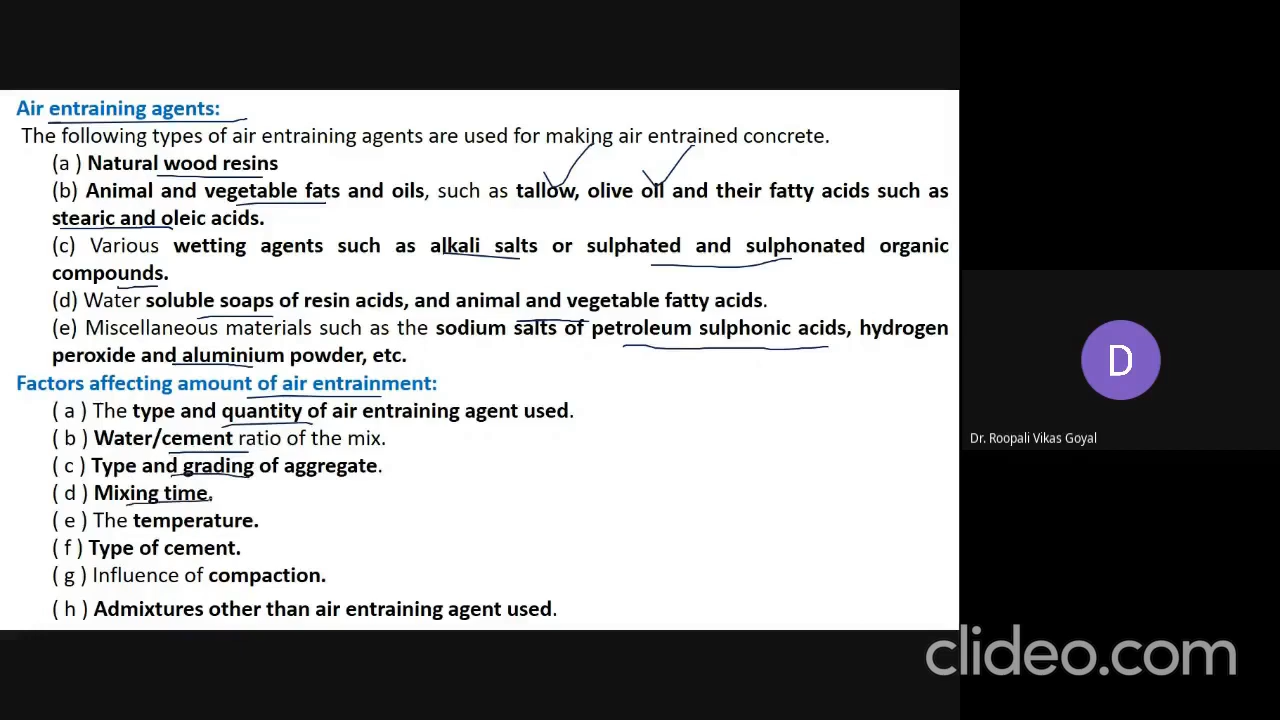 Air entraining agents:
The following types of air entraining agents are used for making air entrained concrete.
(a ) Natural wood resins
(b) Animal and vegetable fats and oils, such as tallow, olive oil and their fatty acids such as
stearic and oleic acids.
(c) Various wetting agents such as alkali salts or sulphated and sulphonated organic
compounds.
(d) Water soluble soaps of resin acids, and animal and vegetable fatty acids.
(e) Miscellaneous materials such as the sodium salts of petroleum sulphonic acids, hydrogen
peroxide and aluminium powder, etc.
Factors affecting amount of air entrainment:
( a ) The type and quantity of air entraining agent used.
( b ) Water/cement ratio of the mix.
( c ) Type and grading of aggregate.
( d ) Mixing time.
( e ) The temperature.
( f ) Type of cement.
( g ) Influence of compaction.
( h ) Admixtures other than air entraining agent used.
D
Dr. Roopali Vikas Goyal
clideo.com